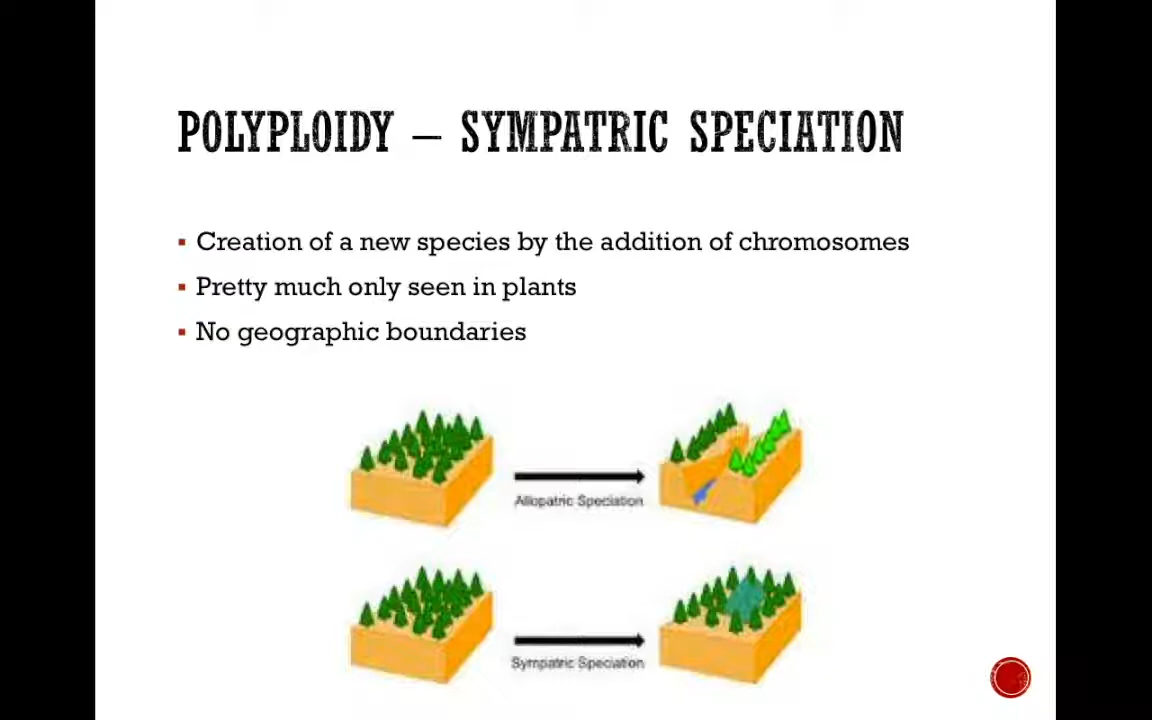 POLYPLOIDY – SYMPATRIC SPECIATION
▪ Creation of a new species by the addition of chromosomes
▪ Pretty much only seen in plants
▪ No geographic boundaries
Allopatric Speciation
Sympatric Speciation